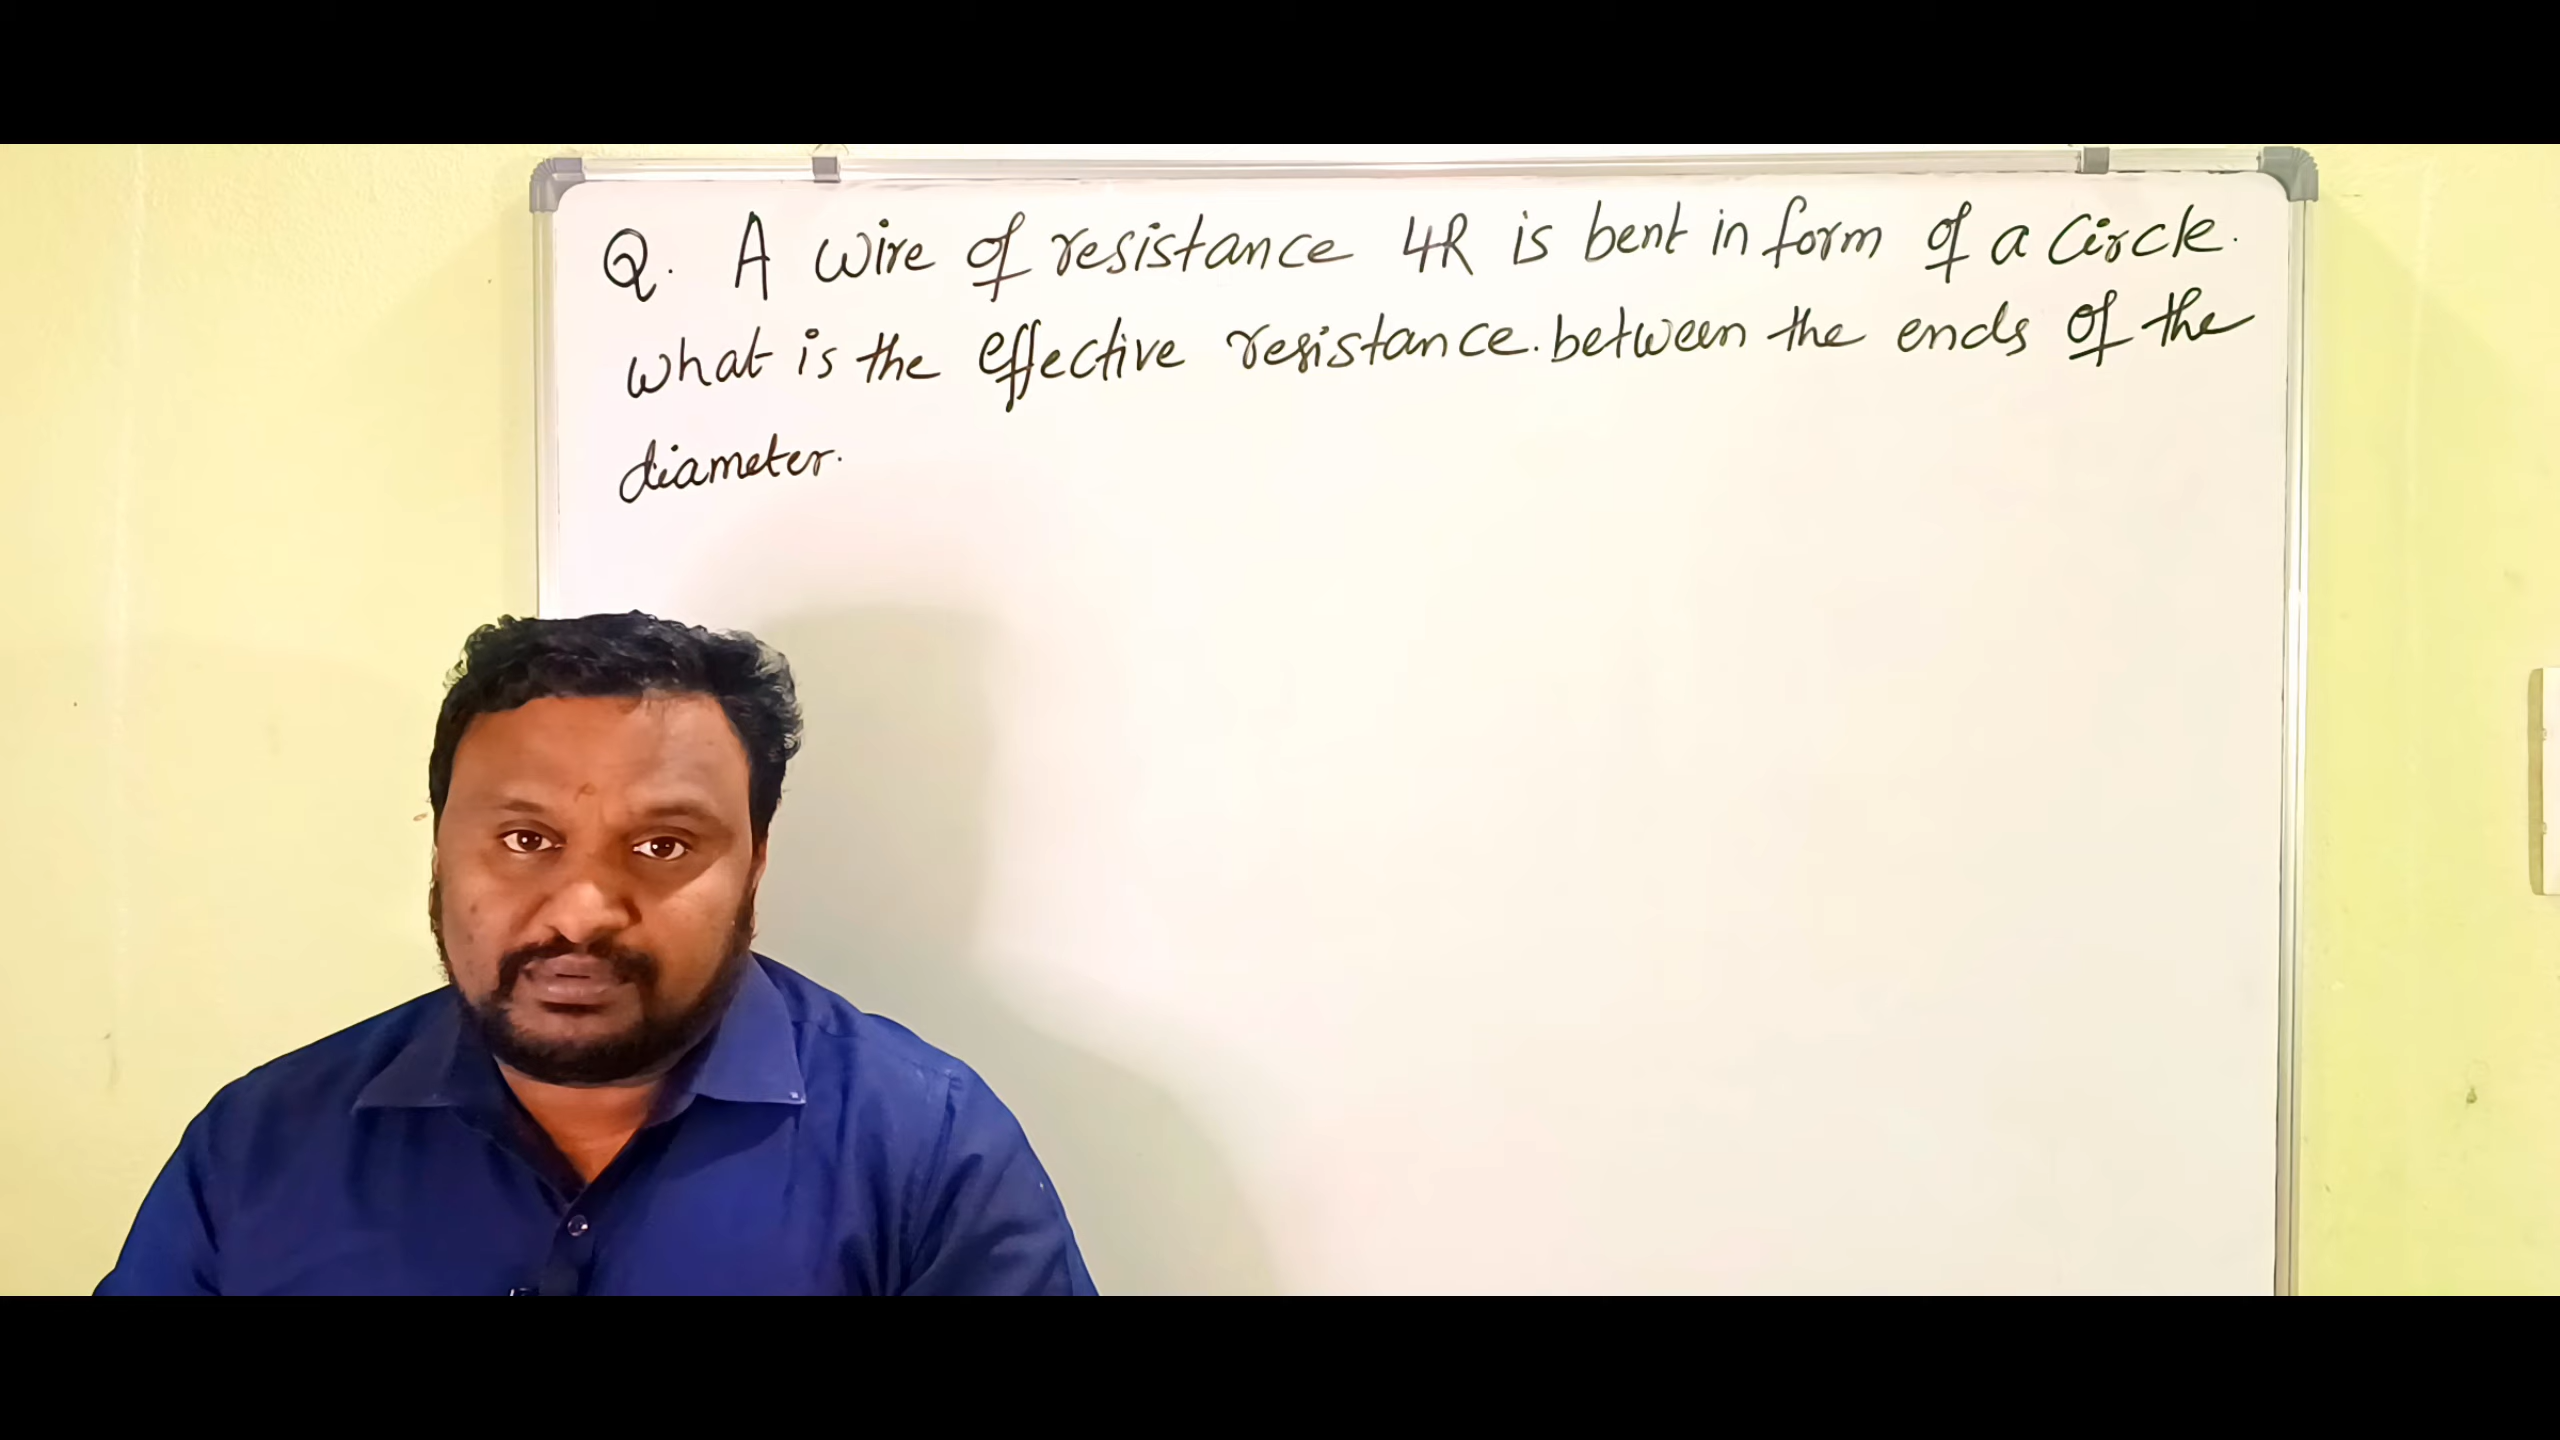 Q. A wire of resistance 4R is bent in form of a Circle.
what is the effective resistance. between the ends of the
diameter.